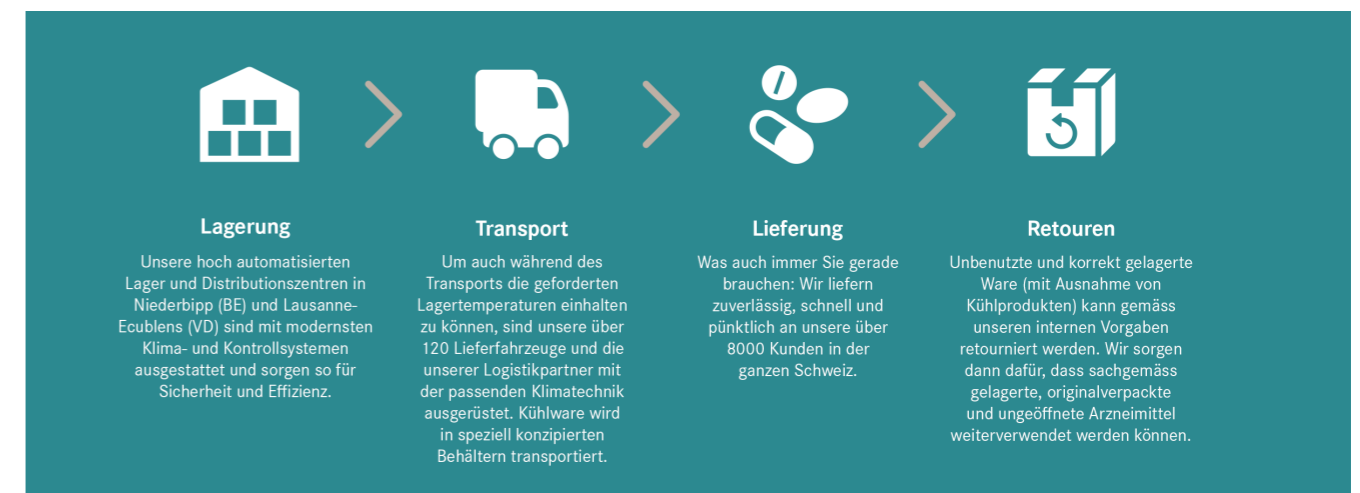 Lagerung
Unsere hoch automatisierten
Lager und Distributionszentren in
Niederbipp (BE) und Lausanne-
Ecublens (VD) sind mit modernsten
Klima- und Kontrollsystemen
ausgestattet und sorgen so für
Sicherheit und Effizienz.
Transport
Um auch während des
Transports die geforderten
Lagertemperaturen einhalten
zu können, sind unsere über
120 Lieferfahrzeuge und die
unserer Logistikpartner mit
der passenden Klimatechnik
ausgerüstet. Kühlware wird
in speziell konzipierten
Behältern transportiert.
Lieferung
Was auch immer Sie gerade
brauchen: Wir liefern
zuverlässig, schnell und
pünktlich an unsere über
8000 Kunden in der
ganzen Schweiz.
Retouren
Unbenutzte und korrekt gelagerte
Ware (mit Ausnahme von
Kühlprodukten) kann gemäss
unseren internen Vorgaben
retourniert werden. Wir sorgen
dann dafür, dass sachgemäss
gelagerte, originalverpackte
und ungeöffnete Arzneimittel
weiterverwendet werden können.